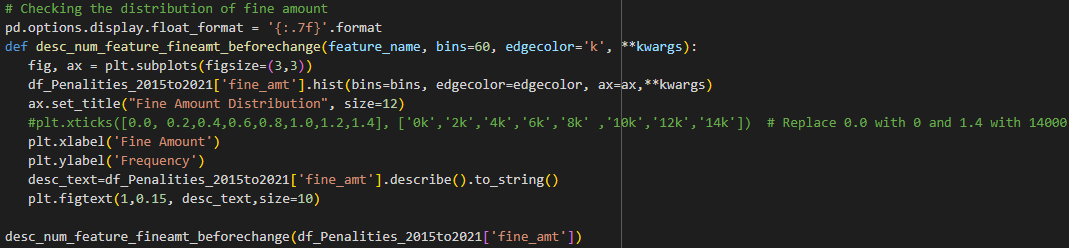 # Checking the distribution of fine amount
pd.options.display.float_format = '{:.7f}'.format
def desc_num_feature_fineamt_beforechange(feature_name, bins=60, edgecolor='k', **kwargs):
   fig, ax = plt.subplots(figsize=(3,3))
   df_Penalities_2015to2021['fine_amt'].hist(bins=bins, edgecolor=edgecolor, ax=ax,**kwargs)
   ax.set_title("Fine Amount Distribution", size=12)
   #plt.xticks([0.0, 0.2,0.4,0.6,0.8,1.0,1.2,1.4], ['0k','2k','4k','6k','8k' ,'10k','12k','14k'])  # Replace 0.0 with 0 and 1.4 with 14000
   plt.xlabel('Fine Amount')
   plt.ylabel('Frequency')
   desc_text=df_Penalities_2015to2021['fine_amt'].describe().to_string()
   plt.figtext(1,0.15, desc_text,size=10)
desc_num_feature_fineamt_beforechange(df_Penalities_2015to2021['fine_amt'])